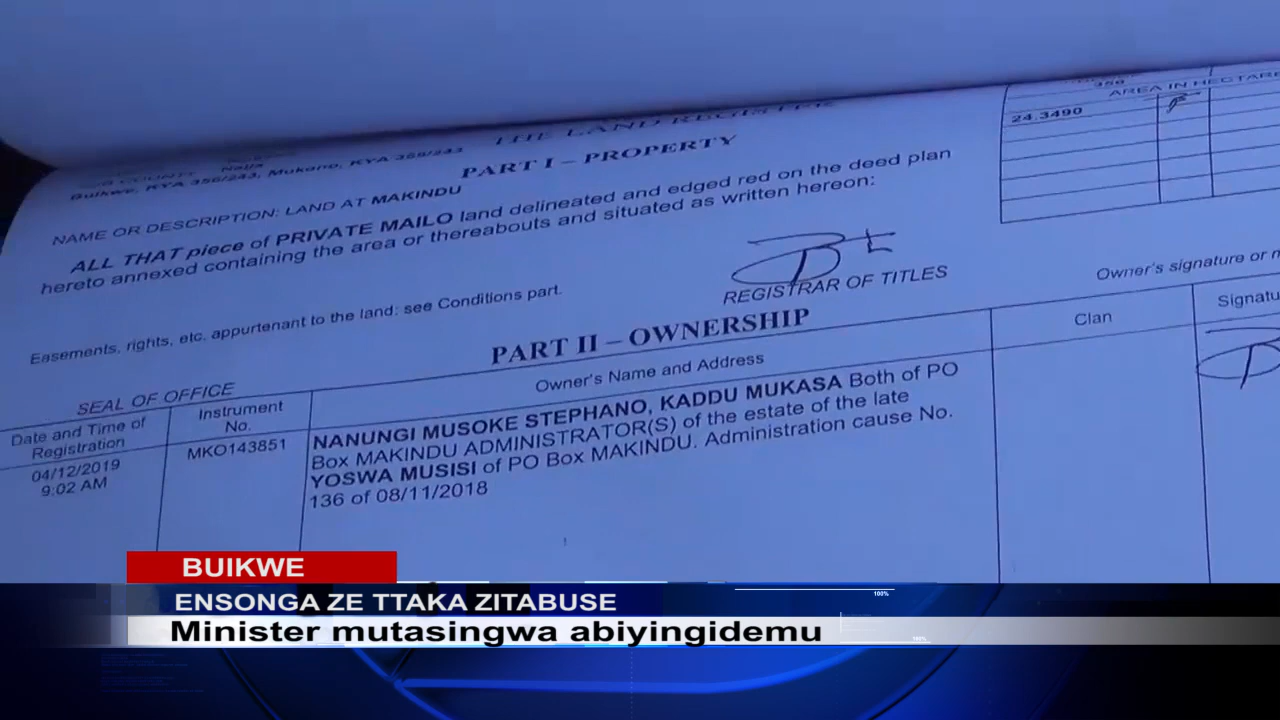 THE LAND REGISTER
Buikwe, KYA 356/243, Mukono, KYA 356/243
PART I – PROPERTY
AREA IN HECTARE
24.3490
NAME OR DESCRIPTION: LAND AT MAKINDU
ALL THAT piece of PRIVATE MAILO land delineated and edged red on the deed plan
hereto annexed containing the area or thereabouts and situated as written hereon:
REGISTRAR OF TITLES
Owner's signature or
Easements, rights, etc. appurtenant to the land: see Conditions part.
PART II – OWNERSHIP
SEAL OF OFFICE
Date and Time of
Registration
Instrument
No.
Owner's Name and Address
Clan
Signatu
04/12/2019
9:02 AM
MKO143851
NANUNGI MUSOKE STEPHANO, KADDU MUKASA Both of PO
Box MAKINDU ADMINISTRATOR(S) of the estate of the late
YOSWA MUSISI of PO Box MAKINDU. Administration cause No.
136 of 08/11/2018
BUIKWE
ENSONGA ZE TTAKA ZITABUSE
Minister mutasingwa abiyingidemu
100%
100%